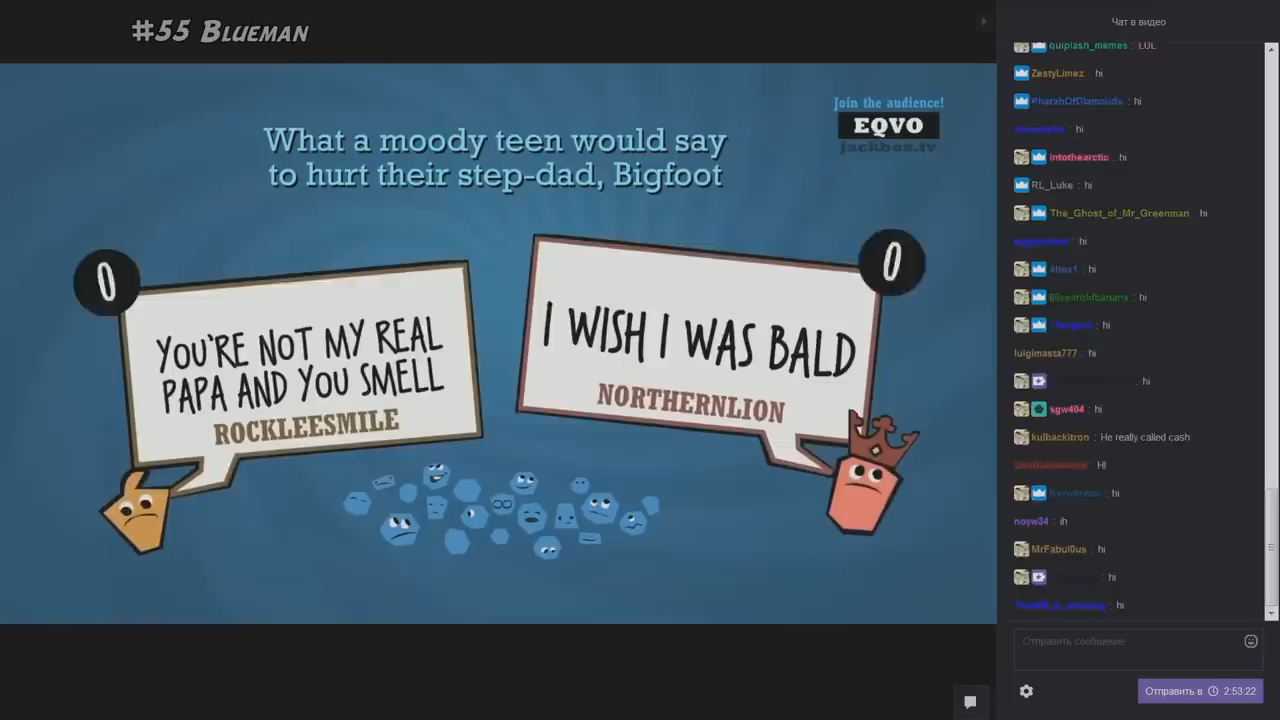 #55 BLUEMAN
Чат в видео
Join the audience!
EQVO
jackbox.tv
What a moody teen would say
to hurt their step-dad, Bigfoot
0
YOU'RE NOT MY REAL
PAPA AND YOU SMELL
ROCKLEESMILE
0
I WISH I WAS BALD
NORTHERNLION
quiplash_memes : LOL
ZestyLimez hi
PharahOfDiamonds : hi
: hi
intothearctic : hi
RL_Luke : hi
The_Ghost_of_Mr_Greenman hi
: hi
: hi
69yearoldbanana : hi
: hi
luigimasta777 : hi
: hi
sgw404 : hi
kulbackitron : He really called cash
HI
: hi
noyw34 : ih
MrFabul0us : hi
: hi
: hi
Отправить сообщение
Отправить в 2:53:22